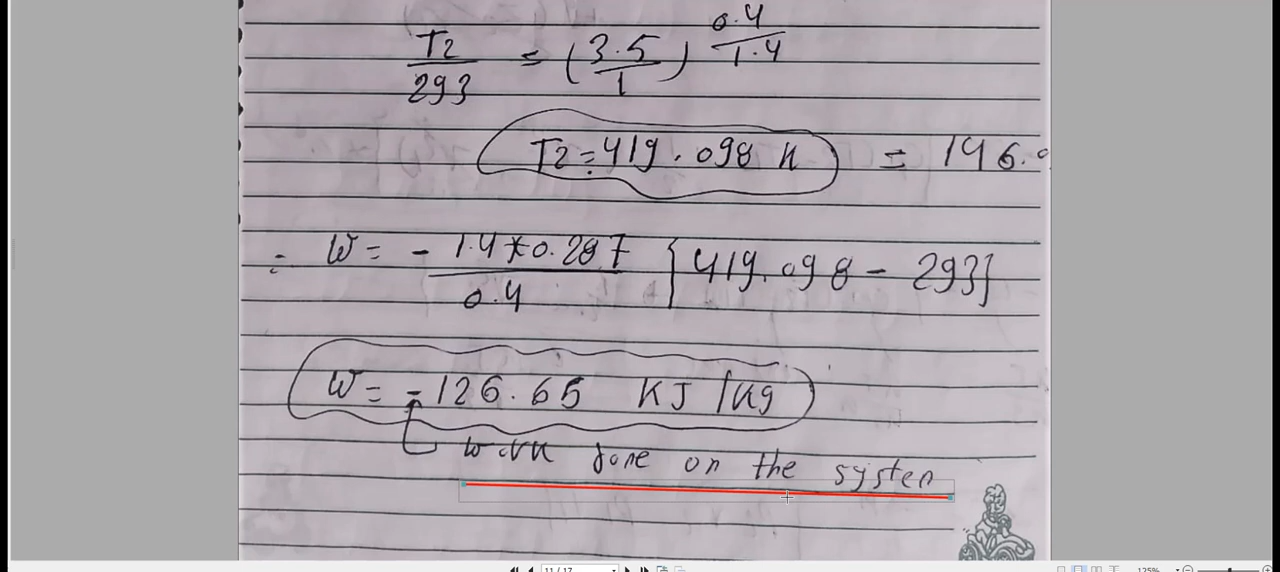 T2/293 = (3.5/1)^0.4/1.4
T2 = 419.098 K = 146.
∴ W = - 1.4*0.287/0.4 {419.098 - 293}
W = -126.65 KJ/Kg
work done on the system
11 / 17
125%